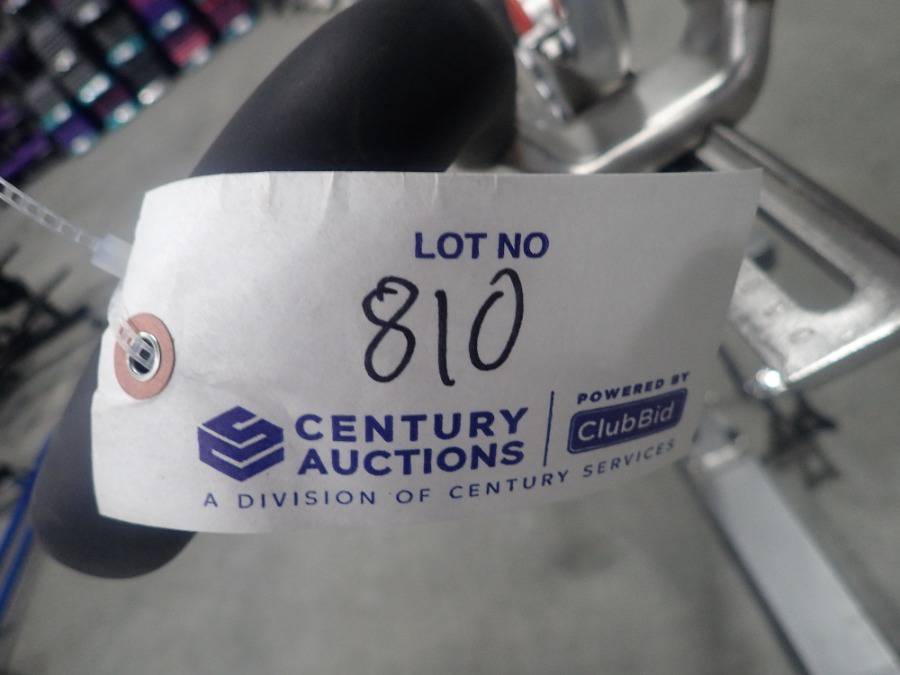 LOT NO
810
CENTURY
AUCTIONS
POWERED BY
ClubBid
A DIVISION OF CENTURY SERVICES